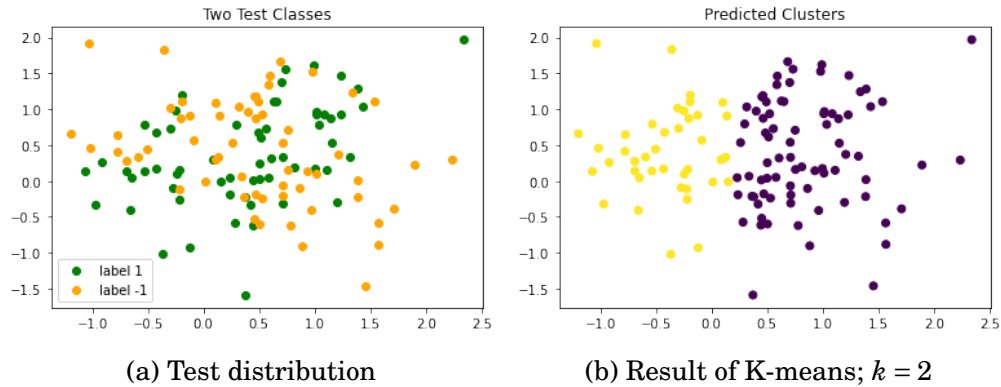 Two Test Classes
2.0
1.5
1.0
0.5
0.0
−0.5
−1.0
−1.5
label 1
label -1
−1.0 −0.5 0.0 0.5 1.0 1.5 2.0 2.5
(a) Test distribution
Predicted Clusters
2.0
1.5
1.0
0.5
0.0
−0.5
−1.0
−1.5
−1.0 −0.5 0.0 0.5 1.0 1.5 2.0 2.5
(b) Result of K-means; k = 2